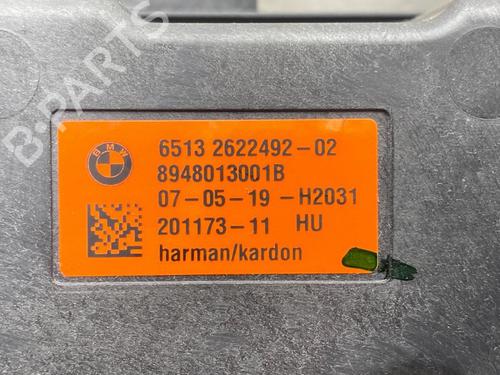 B-PARTS
BMW
6513 2622492-02
8948013001B
07-05-19 -H2031
201173-11 HU
harman/kardon